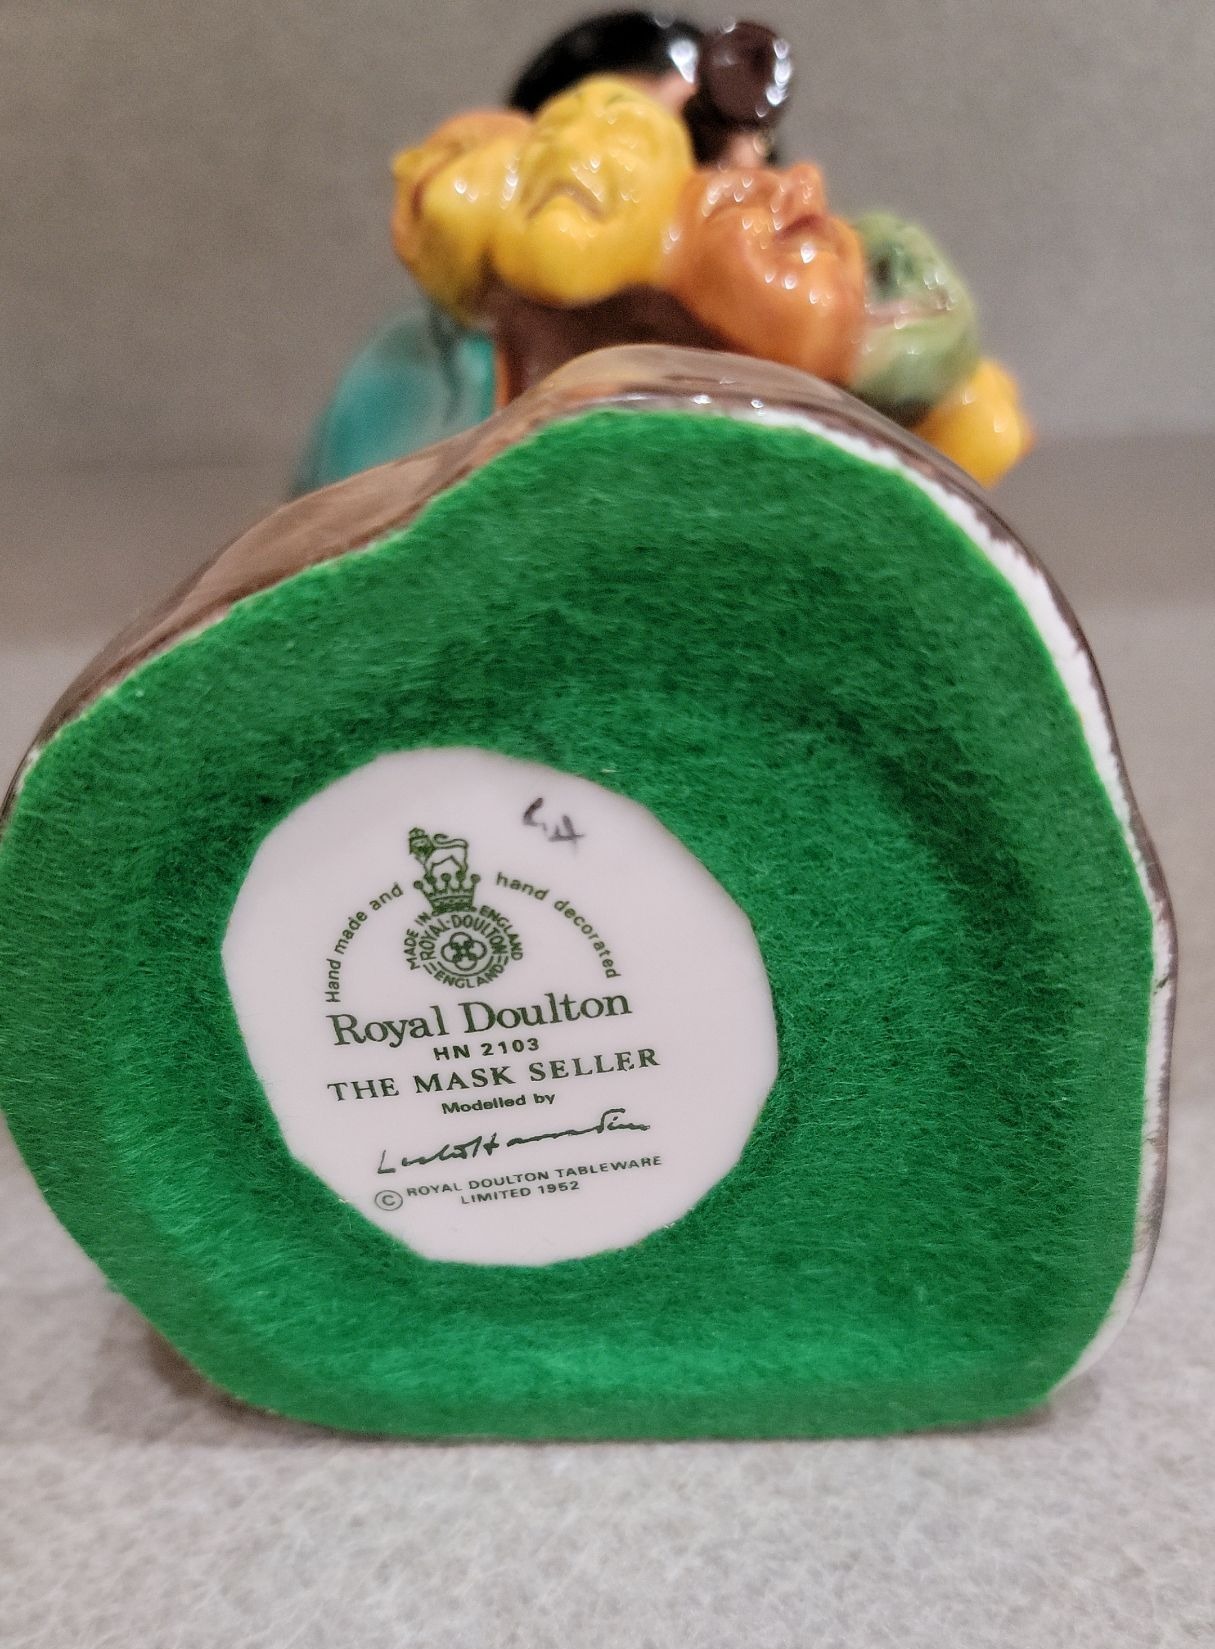 Hand made and hand decorated
MADE IN ENGLAND
ROYAL·DOULTON
ENGLAND
Royal Doulton
HN 2103
THE MASK SELLER
Modelled by
© ROYAL DOULTON TABLEWARE
LIMITED 1952